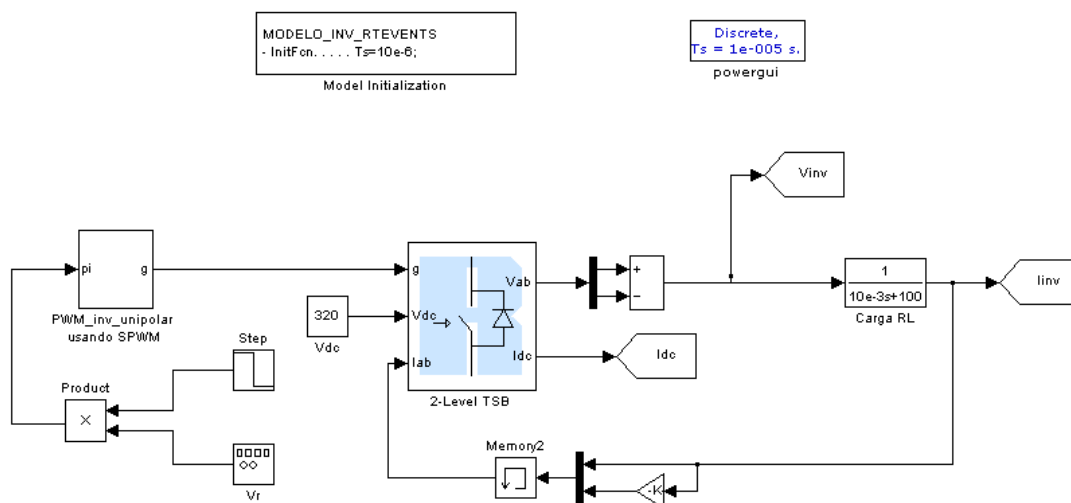 MODELO_INV_RTEVENTS
- InitFcn. . . . . Ts=10e-6;
Model Initialization
Discrete,
Ts = 1e-005 s.
powergui
Vinv
pi
g
PWM_inv_unipolar
usando SPWM
g
Vdc
Iab
Vab
Idc
2-Level TSB
320
Vdc
+
−
1
10e-3s+100
Carga RL
Iinv
Idc
Step
Product
×
Vr
Memory2
-K